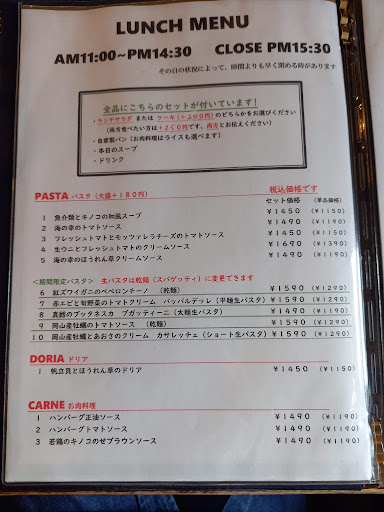 LUNCH MENU
AM11:00~PM14:30 CLOSE PM15:30
その日の状況によって、時間よりも早く閉める時があります
全品にこちらのセットが付いています!
・ランチサラダ または ケーキ(+200円)のどちらかをお選びください
(両方食べたい方は+250円です。両方とお伝えください)
・自家製パン(お肉料理はライスも選べます)
・本日のスープ
・ドリンク
PASTA パスタ(大盛+180円) 税込価格です
セット価格 (単品価格)
1 魚介類とキノコの和風スープ ¥1450 (¥1150)
2 海の幸のトマトソース ¥1490 (¥1190)
3 フレッシュトマトとモッツァレラチーズのトマトソース ¥1450 (¥1150)
4 生ウニとフレッシュトマトのクリームソース ¥1690 (¥1390)
5 海の幸のほうれん草クリームソース ¥1490 (¥1190)
<期間限定パスタ> 生パスタは乾麺(スパゲッティ)に変更できます
6 紅ズワイガニのペペロンチーノ (乾麺) ¥1590 (¥1290)
7 赤エビと旬野菜のトマトクリーム パッパルデッレ(平麺生パスタ) ¥1590 (¥1290)
8 真鱈のプッタネスカ ブガッティーニ(太麺生パスタ) ¥1490 (¥1190)
9 岡山産牡蠣のトマトソース (乾麺) ¥1590 (¥1290)
10 岡山産牡蠣とあおさのクリーム カサレッチェ(ショート生パスタ) ¥1590 (¥1290)
DORIA ドリア
1 帆立貝とほうれん草のドリア ¥1450 (¥1150)
CARNE お肉料理
1 ハンバーグ正油ソース ¥1490 (¥1190)
2 ハンバーグトマトソース ¥1490 (¥1190)
3 若鶏のキノコのせブラウンソース ¥1490 (¥1190)